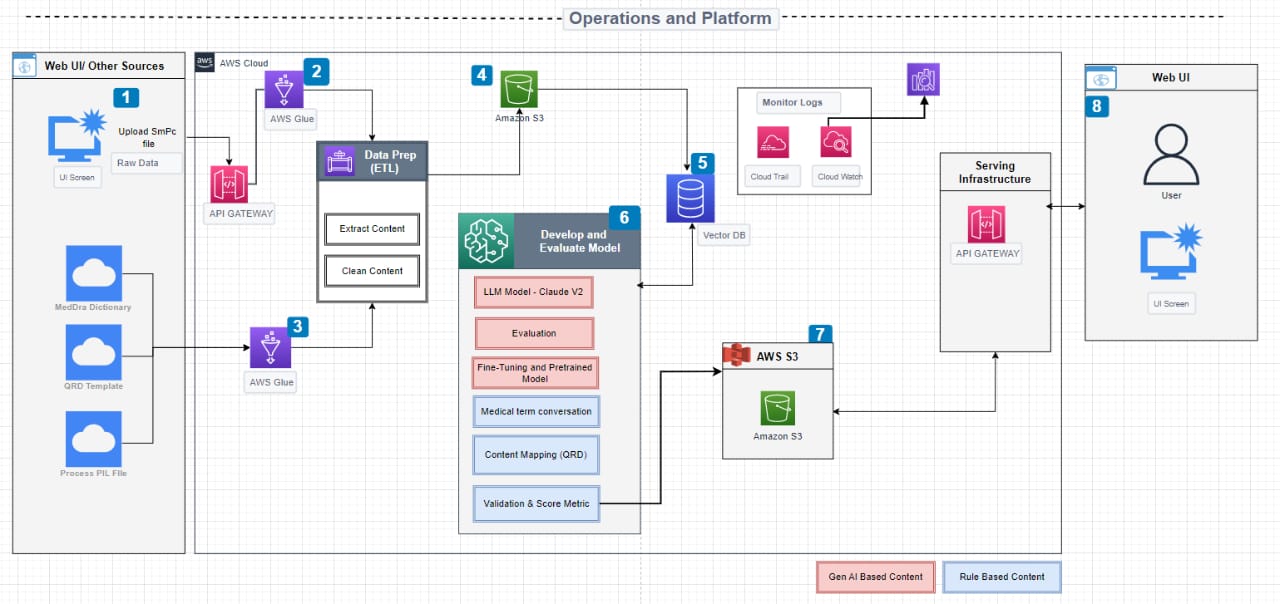 Operations and Platform
Web UI/ Other Sources
1
Upload SmPc
file
Raw Data
UI Screen
MedDra Dictionary
QRD Template
Process PIL FIle
aws
AWS Cloud
2
AWS Glue
API GATEWAY
3
AWS Glue
Data Prep
(ETL)
Extract Content
Clean Content
4
Amazon S3
5
Vector DB
6
Develop and
Evaluate Model
LLM Model - Claude V2
Evaluation
Fine-Tuning and Pretrained
Model
Medical term conversation
Content Mapping (QRD)
Validation & Score Metric
Monitor Logs
Cloud Trail
Cloud Watch
7
AWS S3
Amazon S3
Serving
Infrastructure
API GATEWAY
Web UI
8
User
UI Screen
Gen AI Based Content
Rule Based Content